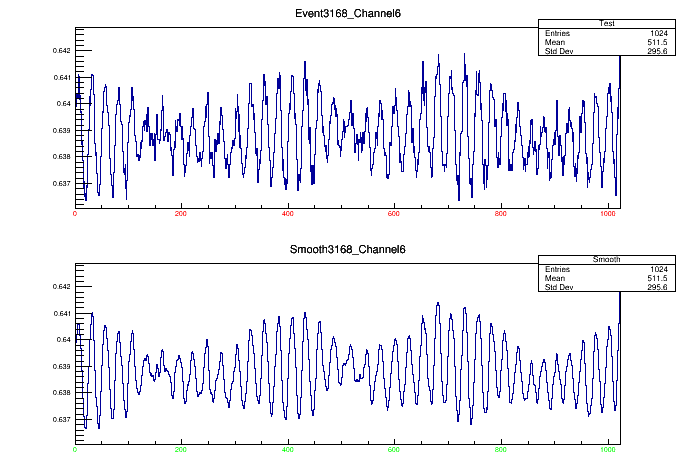 Event3168_Channel6
Test
Entries 1024
Mean 511.5
Std Dev 295.6
0.642
0.641
0.64
0.639
0.638
0.637
0 200 400 600 800 1000
Smooth3168_Channel6
Smooth
Entries 1024
Mean 511.5
Std Dev 295.6
0.642
0.641
0.64
0.639
0.638
0.637
0 200 400 600 800 1000